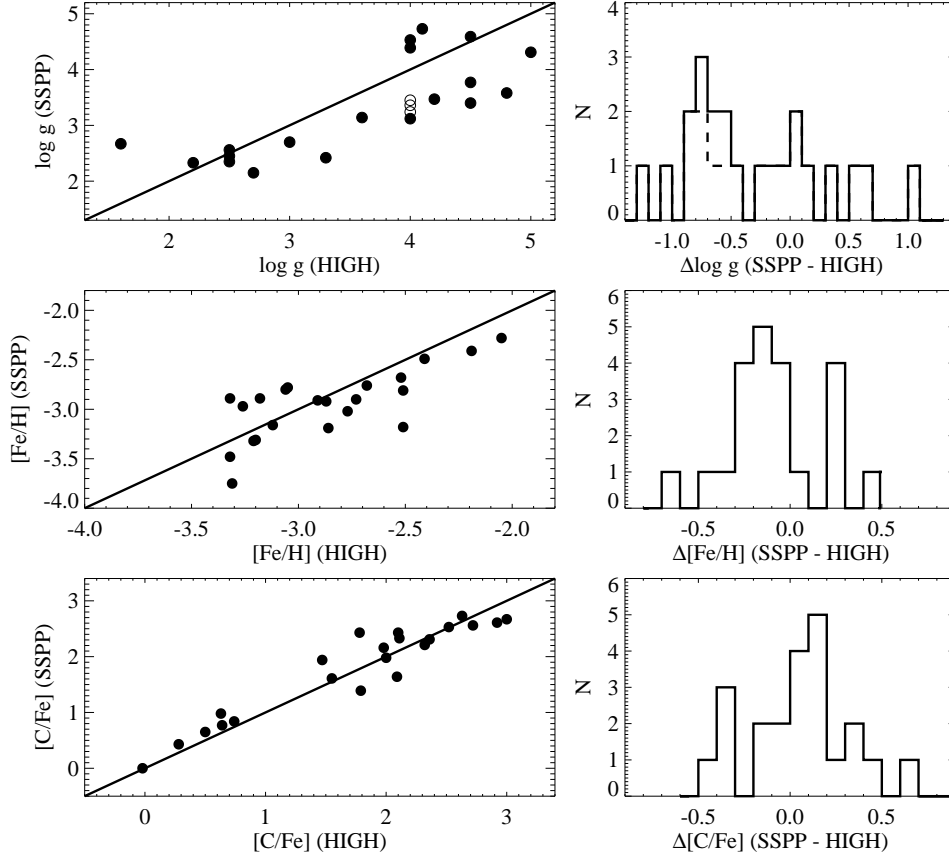 5
4
3
2
log g (SSPP)
2 3 4 5
log g (HIGH)
4
3
2
1
0
N
-1.0 -0.5 0.0 0.5 1.0
Δlog g (SSPP - HIGH)
-2.0
-2.5
-3.0
-3.5
-4.0
[Fe/H] (SSPP)
-4.0 -3.5 -3.0 -2.5 -2.0
[Fe/H] (HIGH)
6
5
4
3
2
1
0
N
-0.5 0.0 0.5
Δ[Fe/H] (SSPP - HIGH)
3
2
1
0
[C/Fe] (SSPP)
0 1 2 3
[C/Fe] (HIGH)
6
5
4
3
2
1
0
N
-0.5 0.0 0.5
Δ[C/Fe] (SSPP - HIGH)